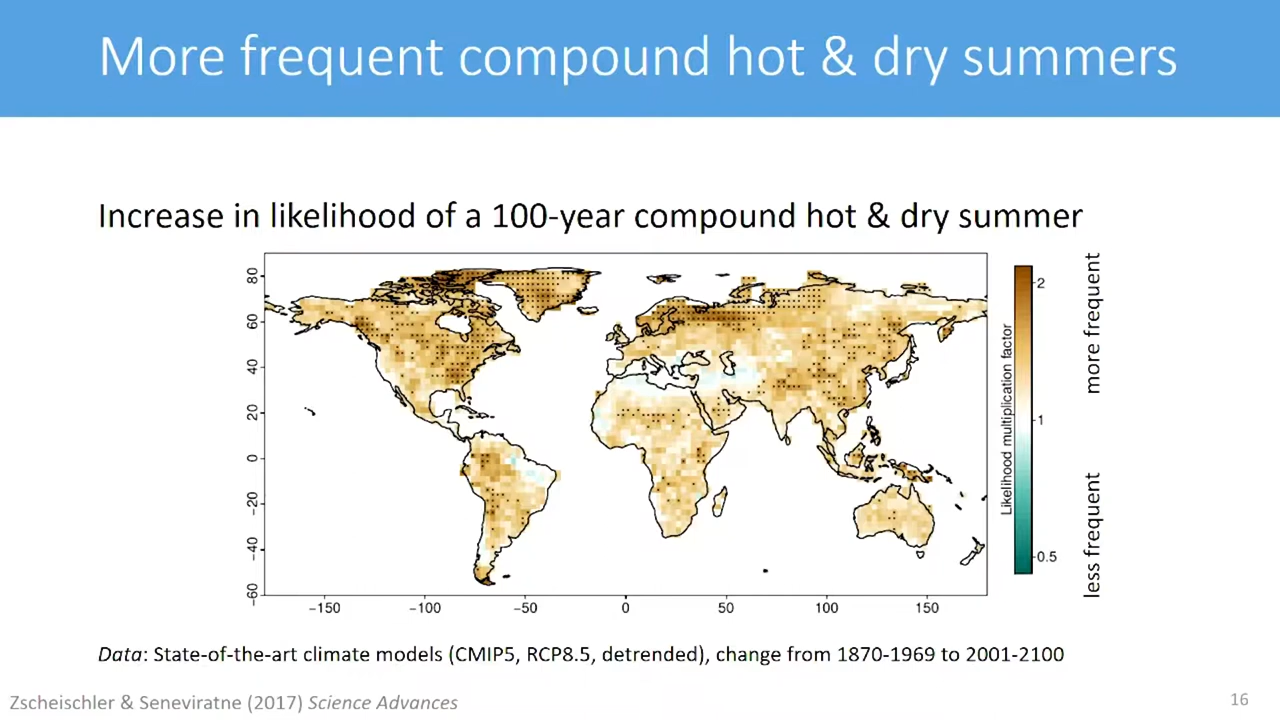 More frequent compound hot & dry summers
Increase in likelihood of a 100-year compound hot & dry summer
80
60
40
20
0
−20
−40
−60
−150
−100
−50
0
50
100
150
2
1
0.5
Likelihood multiplication factor
more frequent
less frequent
Data: State-of-the-art climate models (CMIP5, RCP8.5, detrended), change from 1870-1969 to 2001-2100
Zscheischler & Seneviratne (2017) Science Advances
16